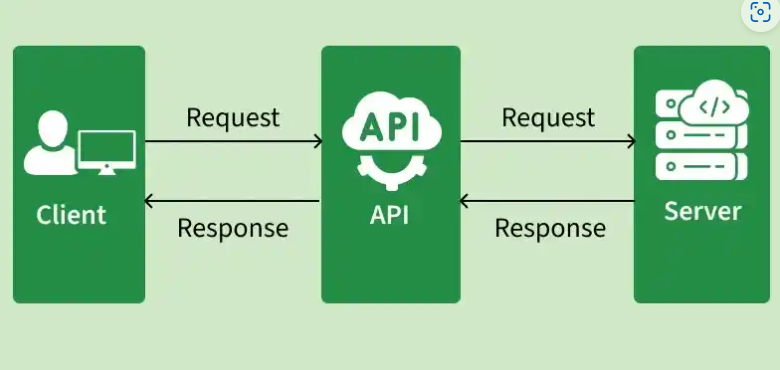 Request
Request
API
Client
API
Server
Response
Response